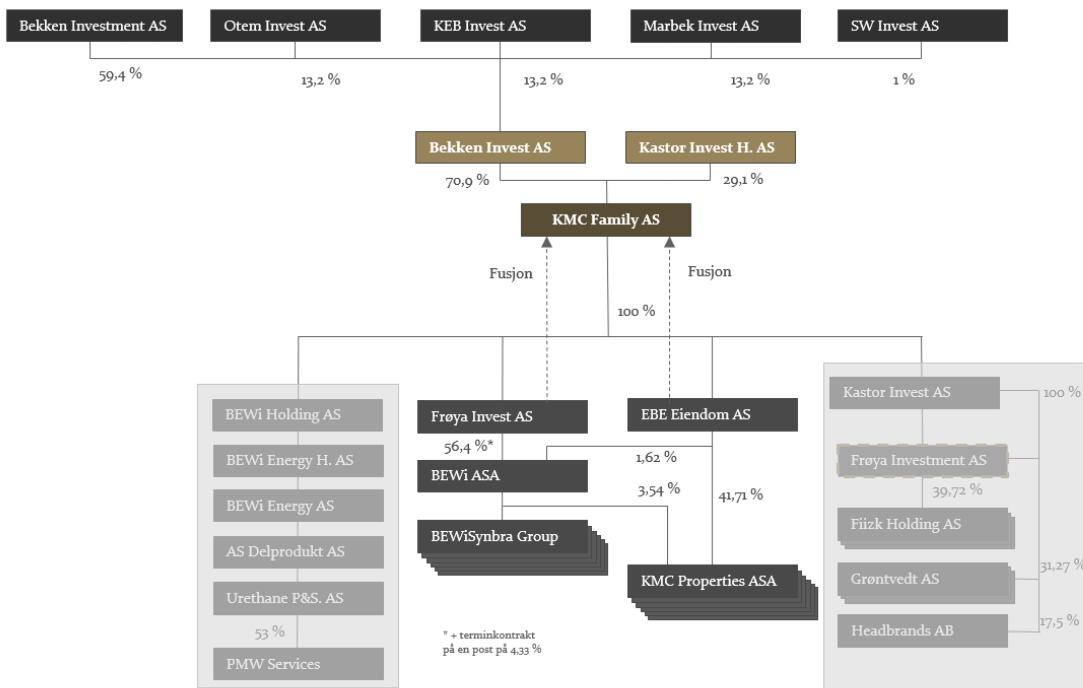 Bekken Investment AS
Otem Invest AS
KEB Invest AS
Marbek Invest AS
SW Invest AS
59,4 %
13,2 %
13,2 %
13,2 %
1 %
Bekken Invest AS
Kastor Invest H. AS
70,9 %
29,1 %
KMC Family AS
Fusjon
Fusjon
100 %
BEWi Holding AS
BEWi Energy H. AS
BEWi Energy AS
AS Delprodukt AS
Urethane P&S. AS
53 %
PMW Services
Frøya Invest AS
56,4 %*
BEWi ASA
BEWiSynbra Group
* + terminkontrakt
på en post på 4,33 %
EBE Eiendom AS
1,62 %
3,54 %
41,71 %
KMC Properties ASA
Kastor Invest AS
100 %
Frøya Investment AS
39,72 %
Fiizk Holding AS
31,27 %
Grøntvedt AS
17,5 %
Headbrands AB